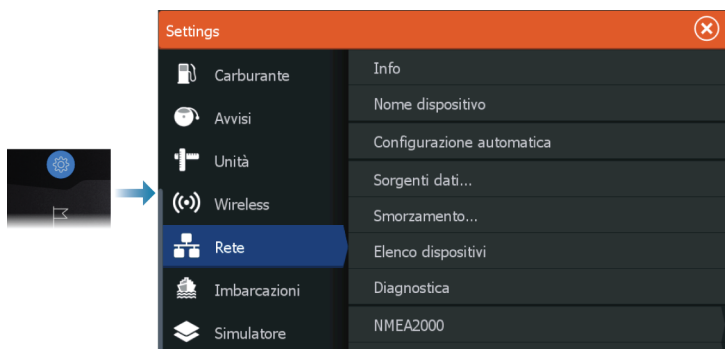 Settings
Carburante
Avvisi
Unità
Wireless
Rete
Imbarcazioni
Simulatore
Info
Nome dispositivo
Configurazione automatica
Sorgenti dati...
Smorzamento...
Elenco dispositivi
Diagnostica
NMEA2000